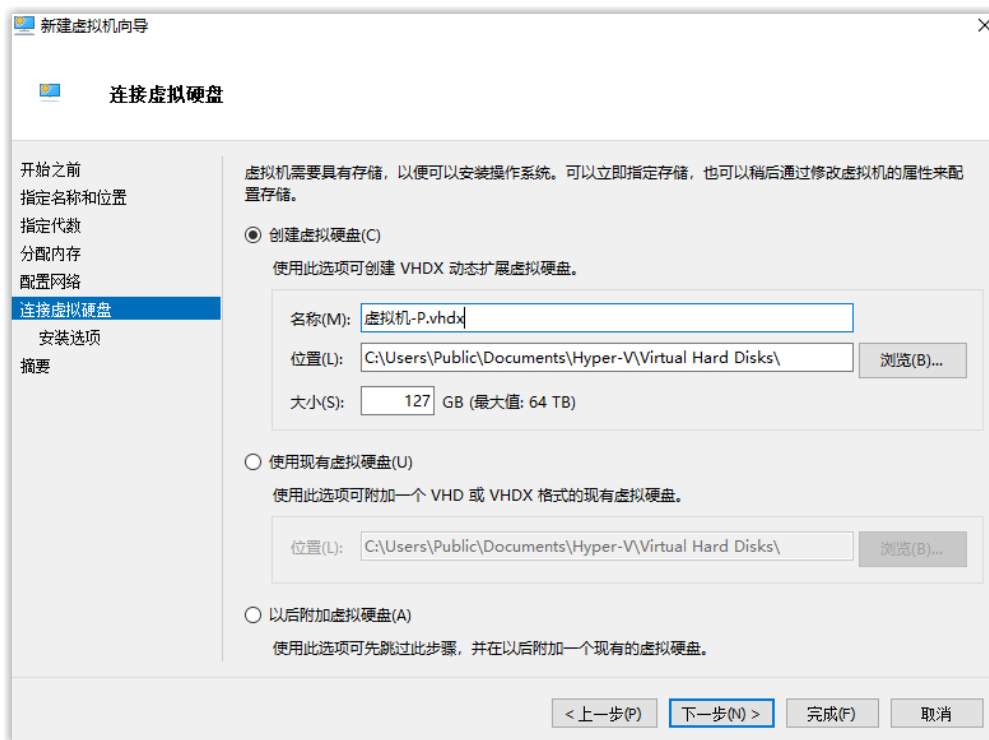 新建虚拟机向导
连接虚拟硬盘
开始之前
指定名称和位置
指定代数
分配内存
配置网络
连接虚拟硬盘
安装选项
摘要
虚拟机需要具有存储，以便可以安装操作系统。可以立即指定存储，也可以稍后通过修改虚拟机的属性来配
置存储。
创建虚拟硬盘(C)
使用此选项可创建 VHDX 动态扩展虚拟硬盘。
名称(M): 虚拟机-P.vhdx
位置(L): C:\Users\Public\Documents\Hyper-V\Virtual Hard Disks\ 浏览(B)...
大小(S): 127 GB (最大值: 64 TB)
使用现有虚拟硬盘(U)
使用此选项可附加一个 VHD 或 VHDX 格式的现有虚拟硬盘。
位置(L): C:\Users\Public\Documents\Hyper-V\Virtual Hard Disks\ 浏览(B)...
以后附加虚拟硬盘(A)
使用此选项可先跳过此步骤，并在以后附加一个现有的虚拟硬盘。
< 上一步(P) 下一步(N) > 完成(F) 取消